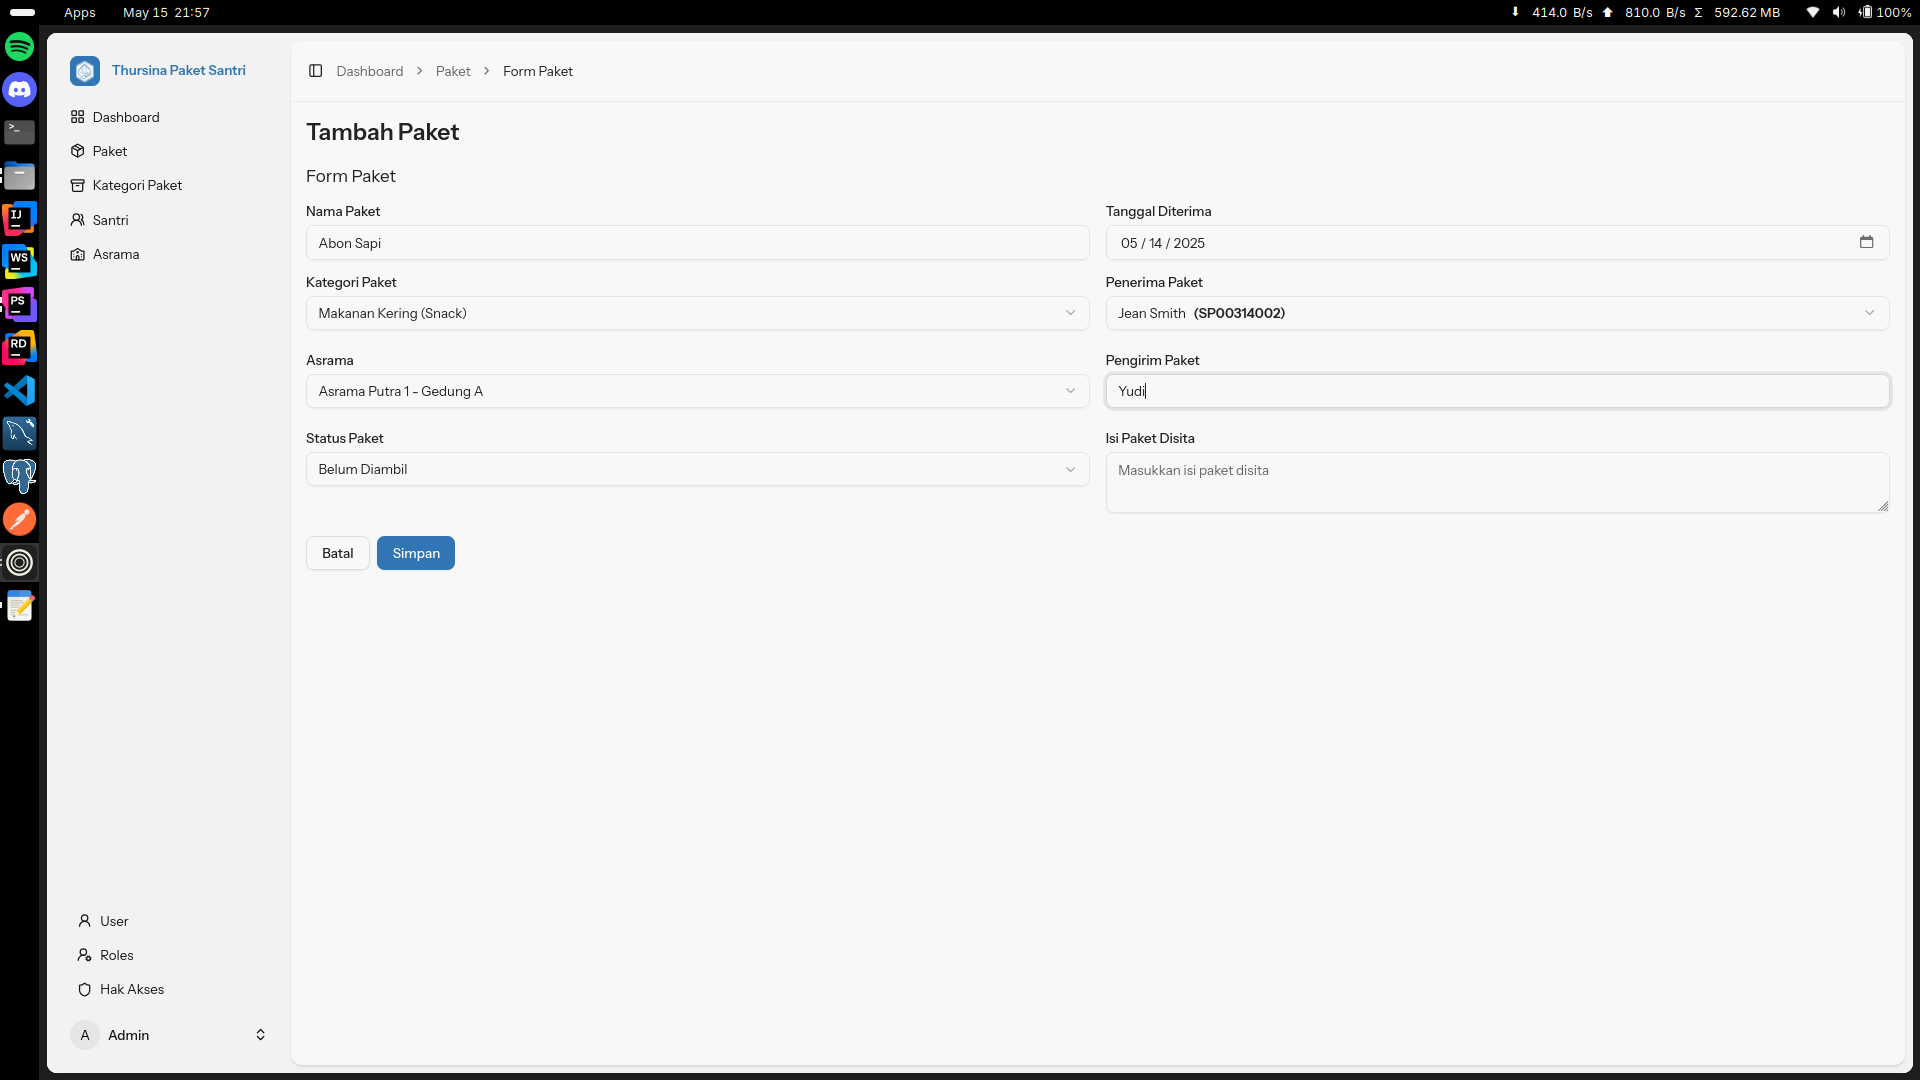 Apps May 15 21:57 414.0 B/s 810.0 B/s Σ 592.62 MB 100%
Thursina Paket Santri
Dashboard
Paket
Kategori Paket
Santri
Asrama
User
Roles
Hak Akses
A Admin
Dashboard > Paket > Form Paket
Tambah Paket
Form Paket
Nama Paket
Abon Sapi
Tanggal Diterima
05 / 14 / 2025
Kategori Paket
Makanan Kering (Snack)
Penerima Paket
Jean Smith (SP00314002)
Asrama
Asrama Putra 1 - Gedung A
Pengirim Paket
Yudi
Status Paket
Belum Diambil
Isi Paket Disita
Masukkan isi paket disita
Batal Simpan
>_
IJ
WS
PS
RD